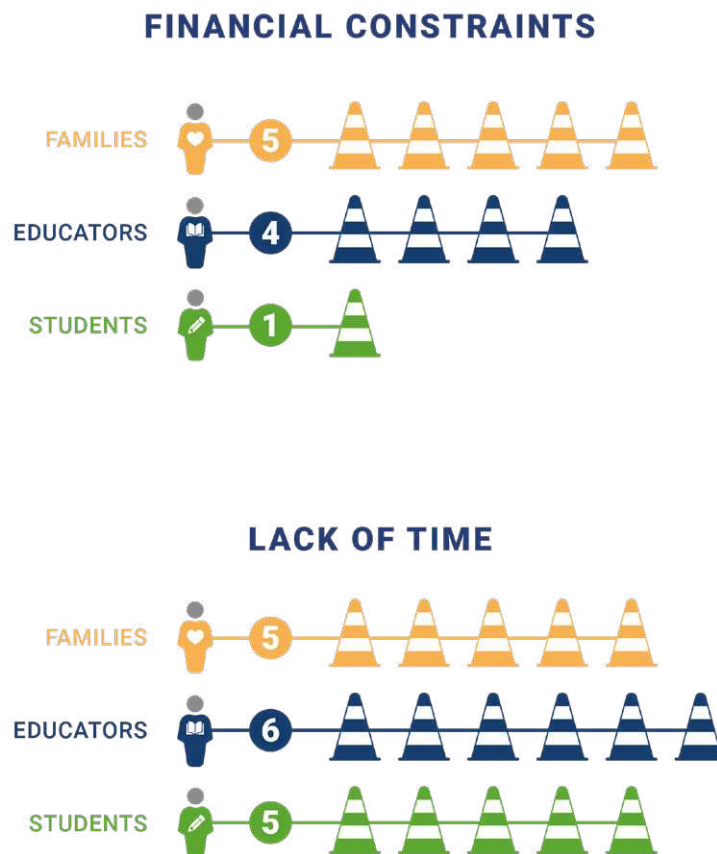 FINANCIAL CONSTRAINTS
FAMILIES 5
EDUCATORS 4
STUDENTS 1
LACK OF TIME
FAMILIES 5
EDUCATORS 6
STUDENTS 5